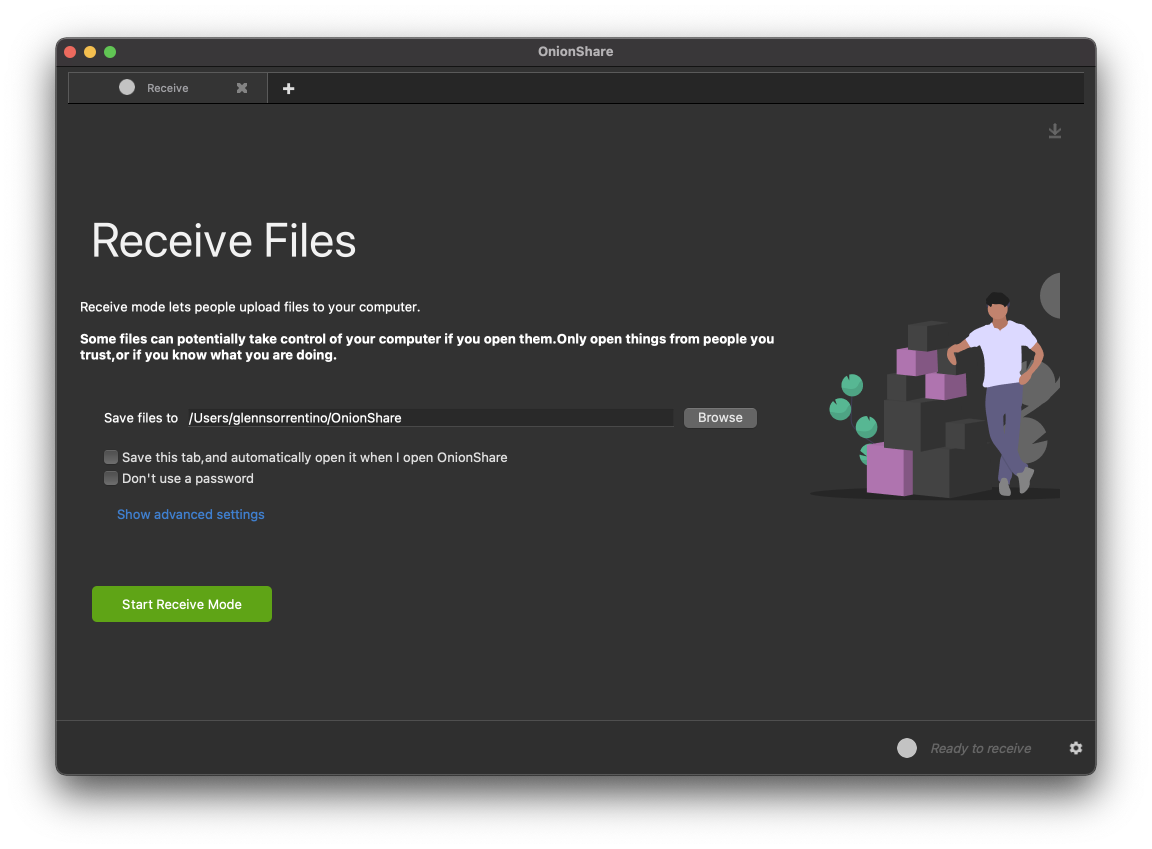 OnionShare
Receive
Receive Files
Receive mode lets people upload files to your computer.
Some files can potentially take control of your computer if you open them.Only open things from people you
trust,or if you know what you are doing.
Save files to /Users/glennsorrentino/OnionShare Browse
Save this tab,and automatically open it when I open OnionShare
Don't use a password
Show advanced settings
Start Receive Mode
Ready to receive